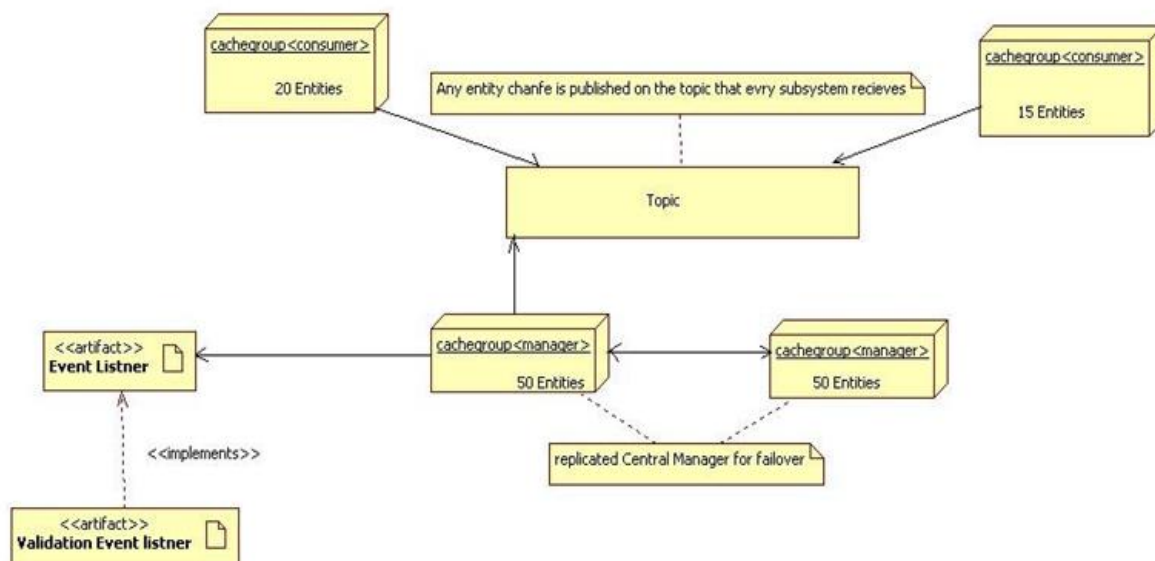 cachegroup<consumer>
20 Entities
cachegroup<consumer>
15 Entities
Any entity chanfe is published on the topic that evry subsystem recieves
Topic
<<artifact>>
Event Listner
cachegroup<manager>
50 Entities
cachegroup<manager>
50 Entities
<<implements>>
replicated Central Manager for failover
<<artifact>>
Validation Event listner